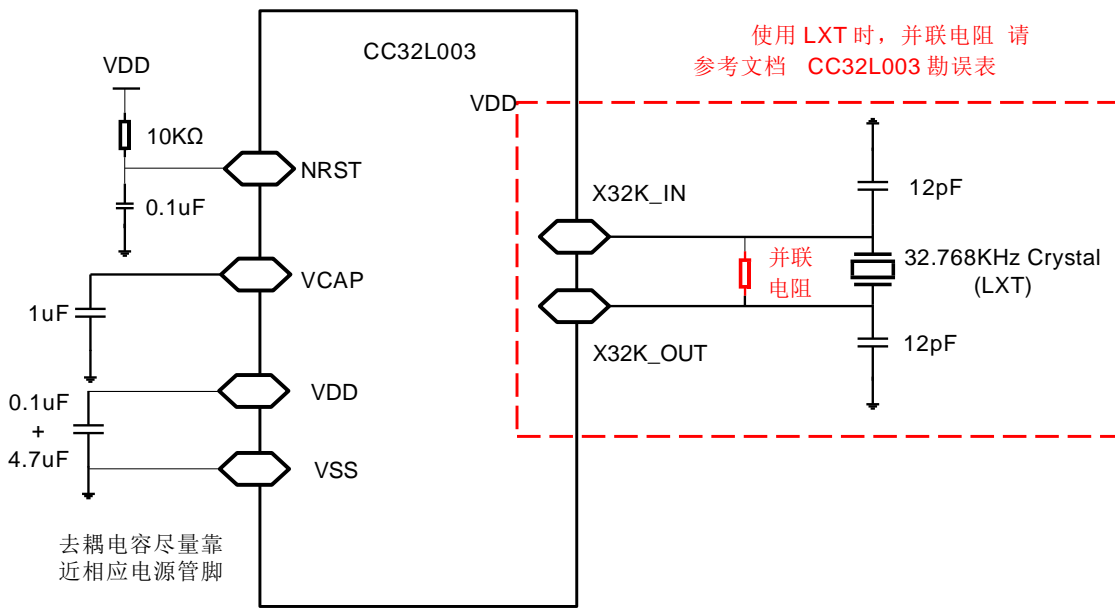 CC32L003
使用 LXT 时，并联电阻 请
参考文档 CC32L003 勘误表
VDD
VDD
10KΩ
NRST
0.1uF
X32K_IN
12pF
VCAP
并联
电阻
32.768KHz Crystal
(LXT)
1uF
X32K_OUT
12pF
VDD
0.1uF
+
4.7uF
VSS
去耦电容尽量靠
近相应电源管脚